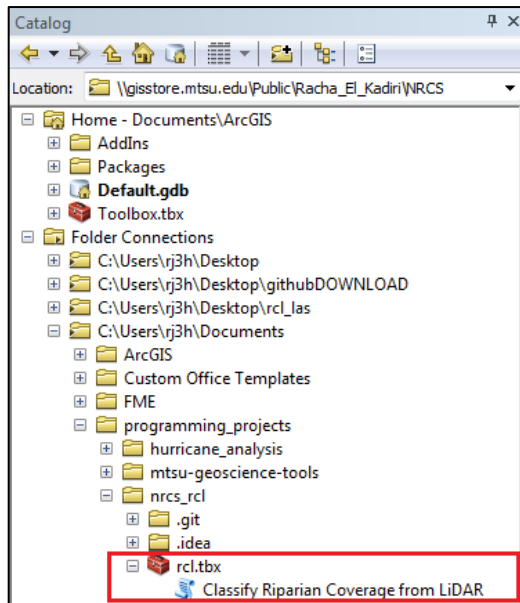 Catalog
Location: \\gisstore.mtsu.edu\Public\Racha_El_Kadiri\NRCS
Home - Documents\ArcGIS
AddIns
Packages
Default.gdb
Toolbox.tbx
Folder Connections
C:\Users\rj3h\Desktop
C:\Users\rj3h\Desktop\githubDOWNLOAD
C:\Users\rj3h\Desktop\rcl_las
C:\Users\rj3h\Documents
ArcGIS
Custom Office Templates
FME
programming_projects
hurricane_analysis
mtsu-geoscience-tools
nrcs_rcl
.git
.idea
rcl.tbx
Classify Riparian Coverage from LiDAR